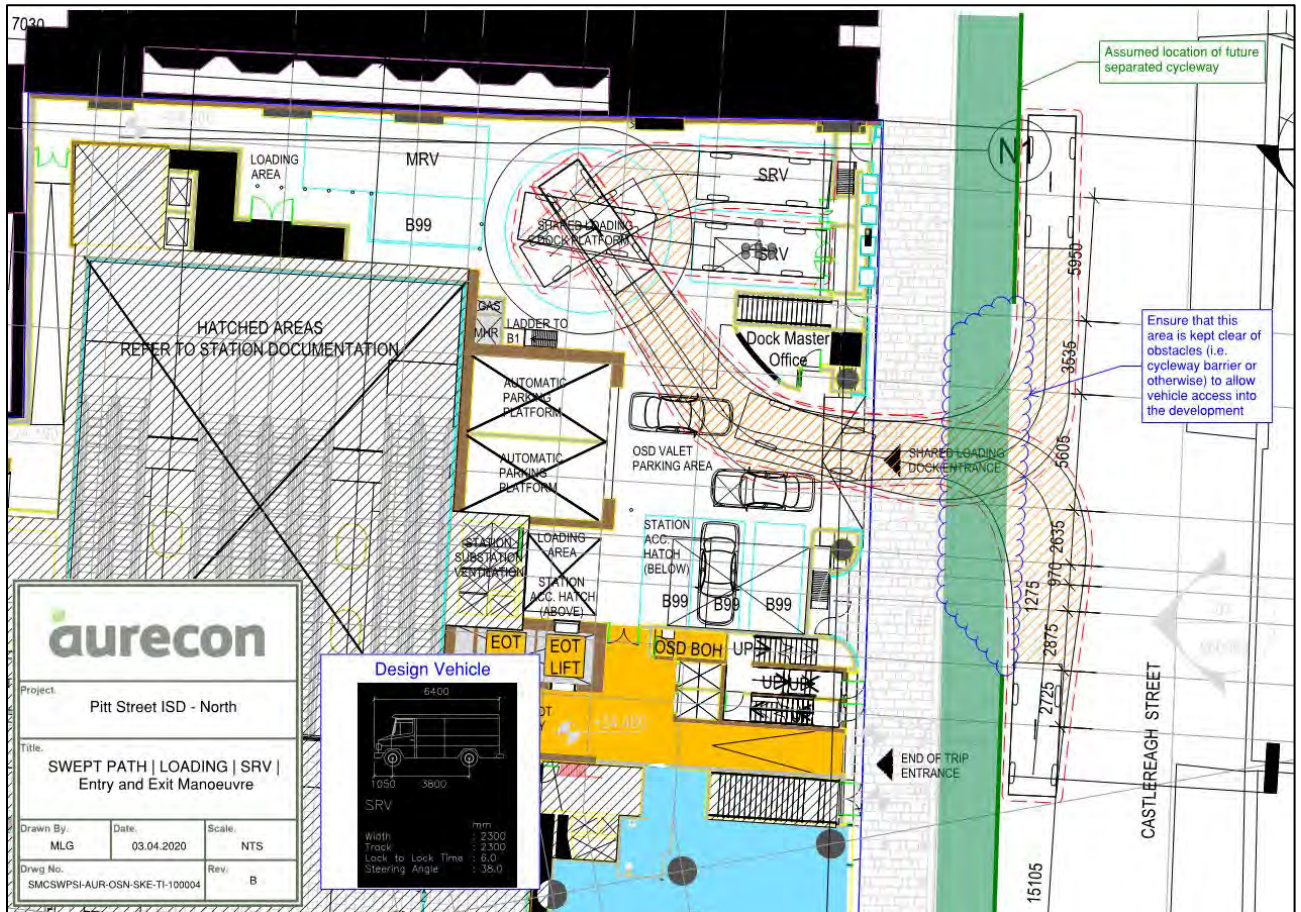 7030
Assumed location of future
separated cycleway
N1
LOADING
AREA
MRV
B99
SRV
SHARED LOADING
DOCK PLATFORM
SRV
5950
3535
5605
2635
970
1275
2875
2725
15105
Ensure that this
area is kept clear of
obstacles (i.e.
cycleway barrier or
otherwise) to allow
vehicle access into
the development
HATCHED AREAS
REFER TO STATION DOCUMENTATION
GAS
MHR
LADDER TO
B1
Dock Master
Office
AUTOMATIC
PARKING
PLATFORM
AUTOMATIC
PARKING
PLATFORM
OSD VALET
PARKING AREA
SHARED LOADING
DOCK ENTRANCE
STATION
SUBSTATION
VENTILATION
LOADING
AREA
STATION
ACC. HATCH
(ABOVE)
STATION
ACC.
HATCH
(BELOW)
B99
B99
B99
EOT
EOT
LIFT
OSD BOH
UP
UP
UP
+34.400
END OF TRIP
ENTRANCE
CASTLEREAGH STREET
aurecon
Project.
Pitt Street ISD - North
Title.
SWEPT PATH | LOADING | SRV |
Entry and Exit Manoeuvre
Drawn By.
MLG
Date.
03.04.2020
Scale.
NTS
Drwg No.
SMCSWPSI-AUR-OSN-SKE-TI-100004
Rev.
B
Design Vehicle
6400
1050
3800
SRV
mm
Width : 2300
Track : 2300
Lock to Lock Time : 6.0
Steering Angle : 38.0